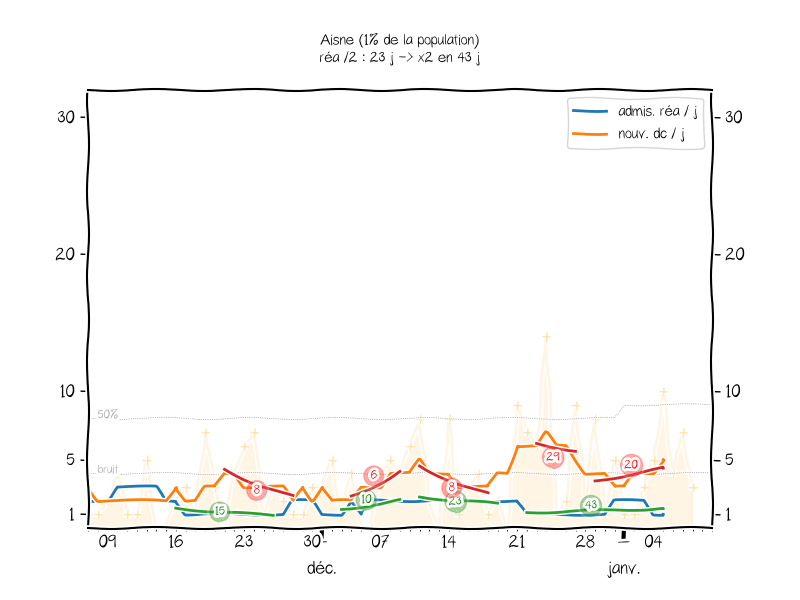 Aisne (1% de la population)
réa /2 : 23 j -> x2 en 43 j
admis. réa / j
nouv. dc / j
30 30
20 20
10 10
50%
5 5
bruit
1 1
8 6 8 29 20
15 10 23 43
09 16 23 30 07 14 21 28 04
déc. janv.